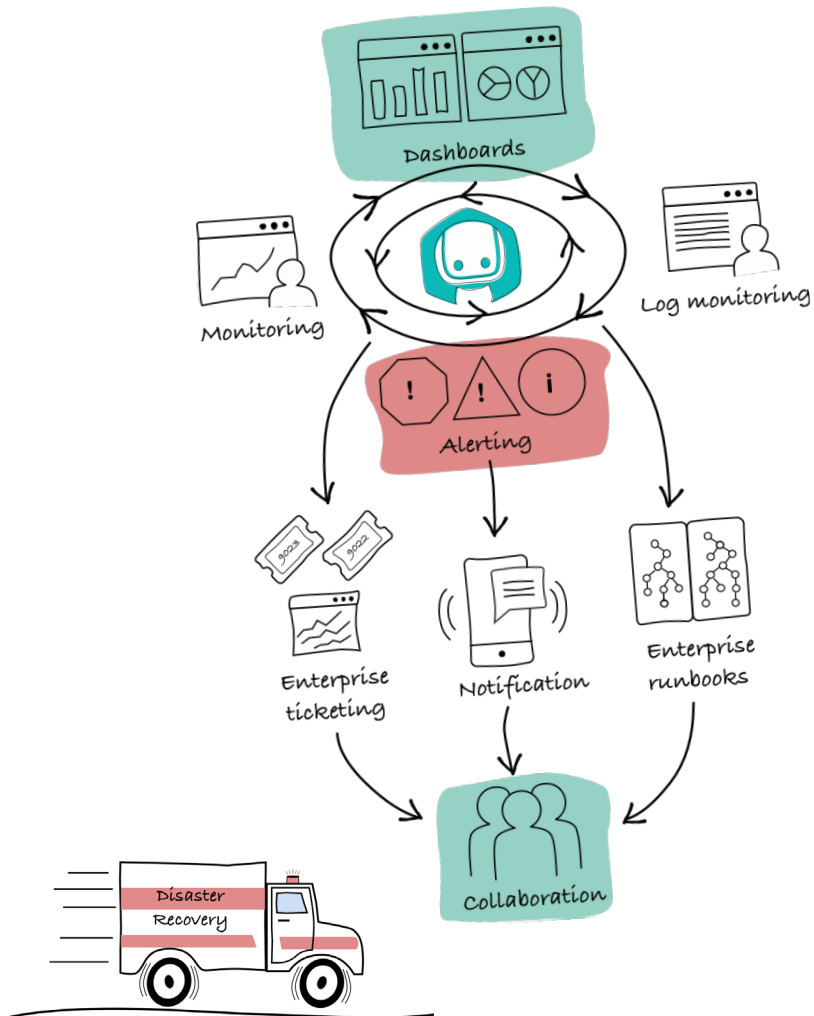 Dashboards
Monitoring
Log monitoring
!
!
i
Alerting
9023
9022
Enterprise
ticketing
Notification
Enterprise
runbooks
Collaboration
Disaster
Recovery